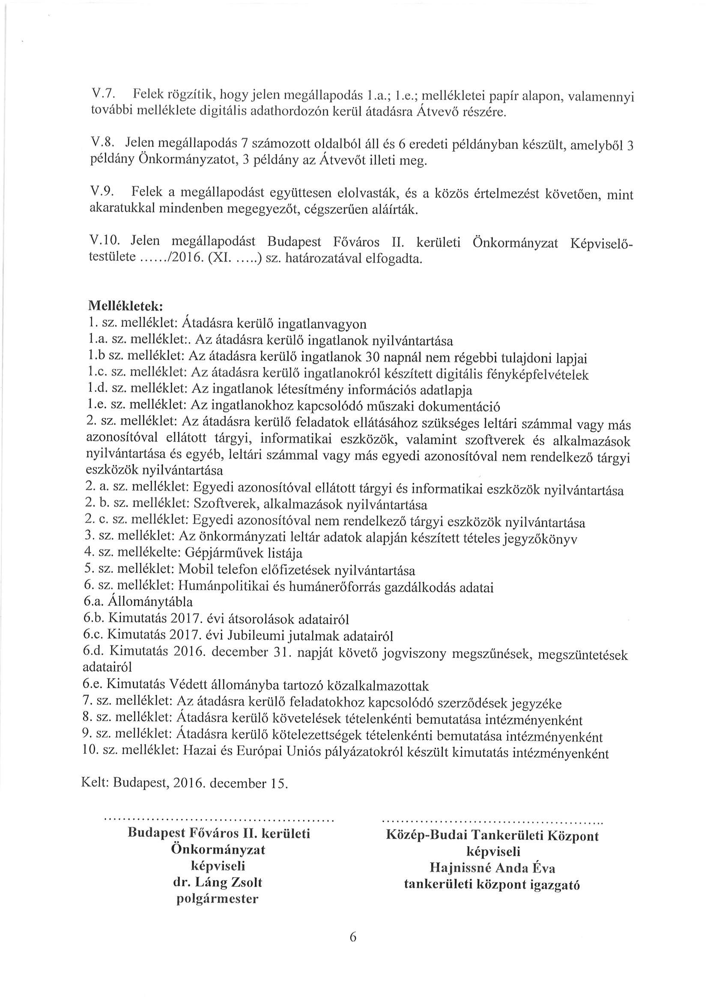 V.7. Felek rögzítik, hogy jelen megállapodás 1.a.; 1.e.; mellékletei papír alapon, valamennyi
további melléklete digitális adathordozón kerül átadásra Átvevő részére.
V.8. Jelen megállapodás 7 számozott oldalból áll és 6 eredeti példányban készült, amelyből 3
példány Önkormányzatot, 3 példány az Átvevőt illeti meg.
V.9. Felek a megállapodást együttesen elolvasták, és a közös értelmezést követően, mint
akaratukkal mindenben megegyezőt, cégszerűen aláírták.
V.10. Jelen megállapodást Budapest Főváros II. kerületi Önkormányzat Képviselő-
testülete ....../2016. (XI. .....) sz. határozatával elfogadta.
Mellékletek:
1. sz. melléklet: Átadásra kerülő ingatlanvagyon
1.a. sz. melléklet:. Az átadásra kerülő ingatlanok nyilvántartása
1.b sz. melléklet: Az átadásra kerülő ingatlanok 30 napnál nem régebbi tulajdoni lapjai
1.c. sz. melléklet: Az átadásra kerülő ingatlanokról készített digitális fényképfelvételek
1.d. sz. melléklet: Az ingatlanok létesítmény információs adatlapja
1.e. sz. melléklet: Az ingatlanokhoz kapcsolódó műszaki dokumentáció
2. sz. melléklet: Az átadásra kerülő feladatok ellátásához szükséges leltári számmal vagy más
azonosítóval ellátott tárgyi, informatikai eszközök, valamint szoftverek és alkalmazások
nyilvántartása és egyéb, leltári számmal vagy más egyedi azonosítóval nem rendelkező tárgyi
eszközök nyilvántartása
2. a. sz. melléklet: Egyedi azonosítóval ellátott tárgyi és informatikai eszközök nyilvántartása
2. b. sz. melléklet: Szoftverek, alkalmazások nyilvántartása
2. c. sz. melléklet: Egyedi azonosítóval nem rendelkező tárgyi eszközök nyilvántartása
3. sz. melléklet: Az önkormányzati leltár adatok alapján készített tételes jegyzőkönyv
4. sz. mellékelte: Gépjárművek listája
5. sz. melléklet: Mobil telefon előfizetések nyilvántartása
6. sz. melléklet: Humánpolitikai és humánerőforrás gazdálkodás adatai
6.a. Állománytábla
6.b. Kimutatás 2017. évi átsorolások adatairól
6.c. Kimutatás 2017. évi Jubileumi jutalmak adatairól
6.d. Kimutatás 2016. december 31. napját követő jogviszony megszűnések, megszüntetések
adatairól
6.e. Kimutatás Védett állományba tartozó közalkalmazottak
7. sz. melléklet: Az átadásra kerülő feladatokhoz kapcsolódó szerződések jegyzéke
8. sz. melléklet: Átadásra kerülő követelések tételenkénti bemutatása intézményenként
9. sz. melléklet: Átadásra kerülő kötelezettségek tételenkénti bemutatása intézményenként
10. sz. melléklet: Hazai és Európai Uniós pályázatokról készült kimutatás intézményenként
Kelt: Budapest, 2016. december 15.
Budapest Főváros II. kerületi
Önkormányzat
képviseli
dr. Láng Zsolt
polgármester
Közép-Budai Tankerületi Központ
képviseli
Hajnissné Anda Éva
tankerületi központ igazgató
6